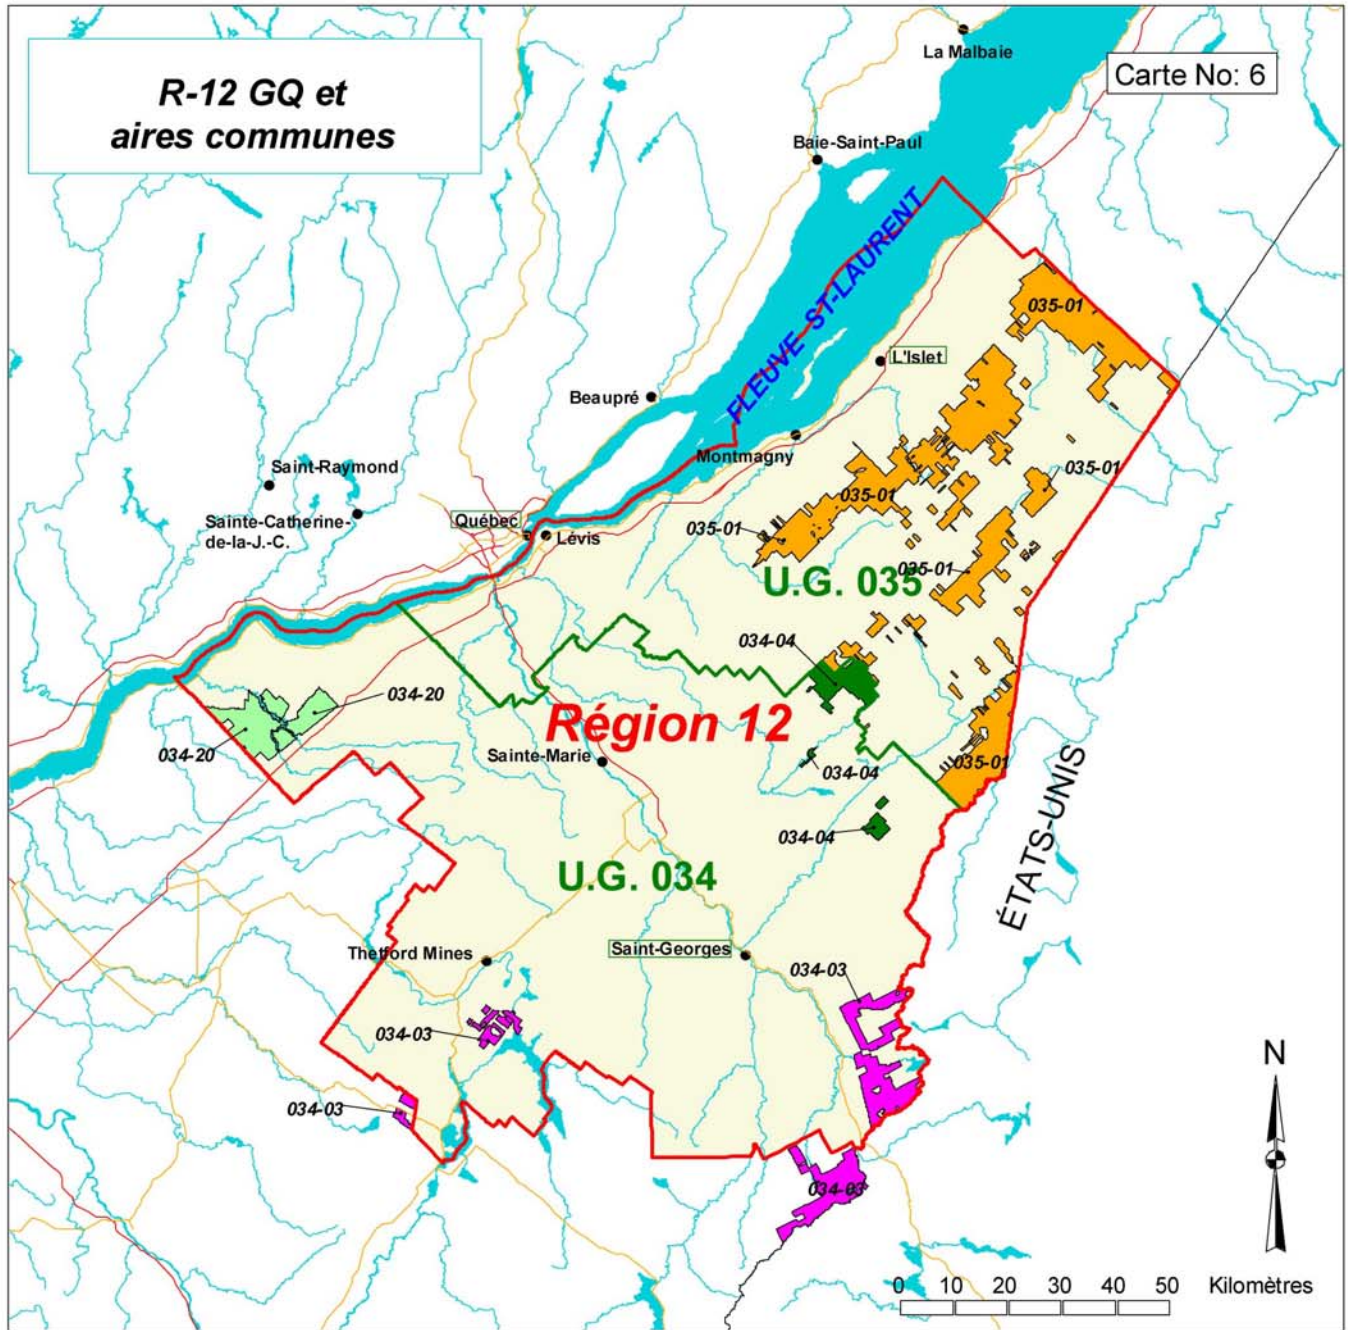 R-12 GQ et
aires communes
La Malbaie
Carte No: 6
Baie-Saint-Paul
FLEUVE ST-LAURENT
035-01
L'Islet
Beaupré
Montmagny
Saint-Raymond
035-01
035-01
Sainte-Catherine-
de-la-J.-C.
Québec
035-01
Lévis
035-01
U.G. 035
034-04
034-20
Région 12
034-20
Sainte-Marie
034-04
035-01
034-04
ÉTATS-UNIS
U.G. 034
Thetford Mines
Saint-Georges
034-03
034-03
034-03
034-03
N
0 10 20 30 40 50 Kilomètres